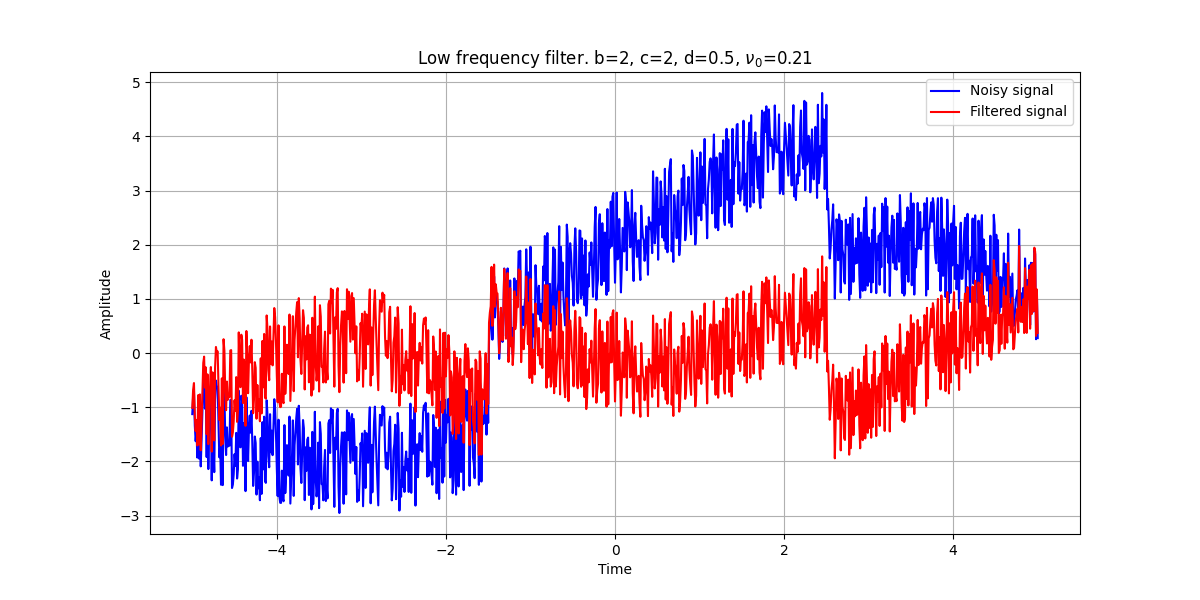 Low frequency filter. b=2, c=2, d=0.5, ν₀=0.21
Noisy signal
Filtered signal
Amplitude
5
4
3
2
1
0
−1
−2
−3
−4 −2 0 2 4
Time